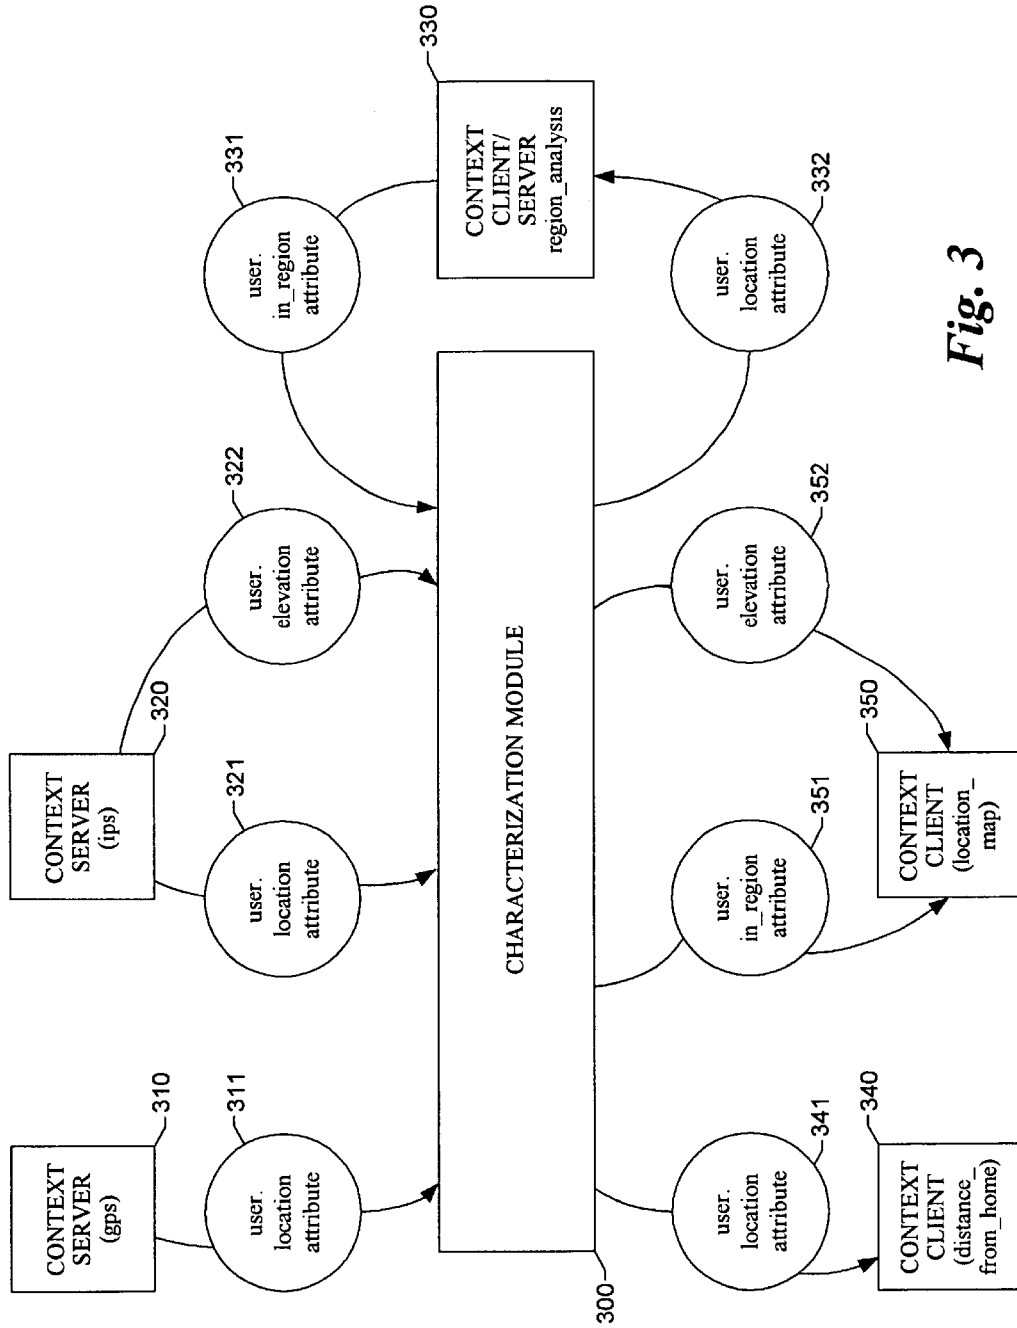 CONTEXT
SERVER
(gps)
310
311
user.
location
attribute
CONTEXT
SERVER
(ips)
320
321
user.
location
attribute
322
user.
elevation
attribute
331
user.
in_region
attribute
330
CONTEXT
CLIENT/
SERVER
region_analysis
332
user.
location
attribute
CHARACTERIZATION MODULE
300
user.
location
attribute
341
340
CONTEXT
CLIENT
(distance_
from_home)
user.
in_region
attribute
351
user.
elevation
attribute
352
350
CONTEXT
CLIENT
(location_
map)
Fig. 3